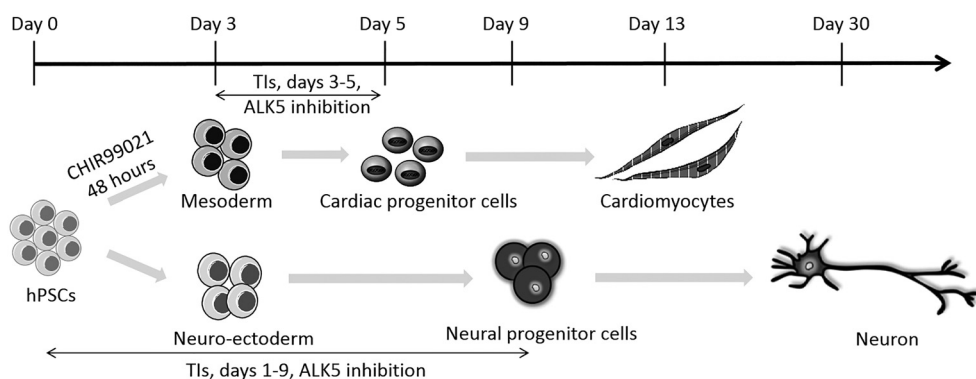 Day 0 Day 3 Day 5 Day 9 Day 13 Day 30
TIs, days 3-5,
ALK5 inhibition
CHIR99021
48 hours
Mesoderm Cardiac progenitor cells Cardiomyocytes
hPSCs
Neuro-ectoderm Neural progenitor cells Neuron
TIs, days 1-9, ALK5 inhibition